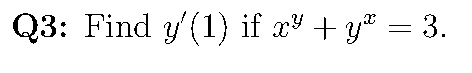 Q3: Find y′(1) if x^y + y^x = 3.